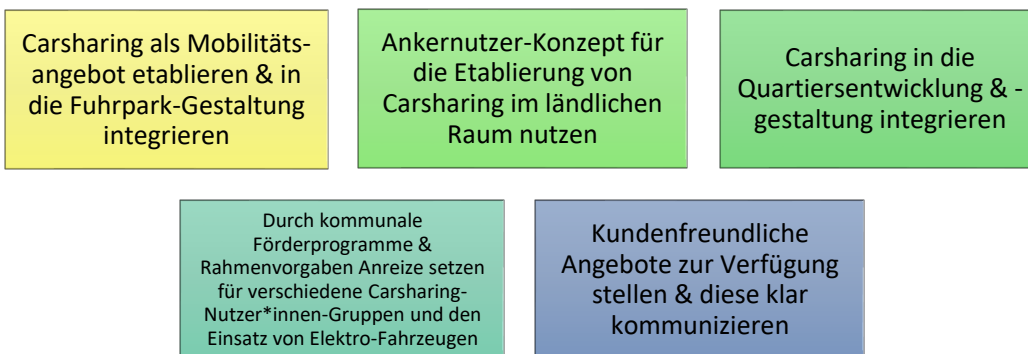 Carsharing als Mobilitäts-
angebot etablieren & in
die Fuhrpark-Gestaltung
integrieren
Ankernutzer-Konzept für
die Etablierung von
Carsharing im ländlichen
Raum nutzen
Carsharing in die
Quartiersentwicklung & -
gestaltung integrieren
Durch kommunale
Förderprogramme &
Rahmenvorgaben Anreize setzen
für verschiedene Carsharing-
Nutzer*innen-Gruppen und den
Einsatz von Elektro-Fahrzeugen
Kundenfreundliche
Angebote zur Verfügung
stellen & diese klar
kommunizieren